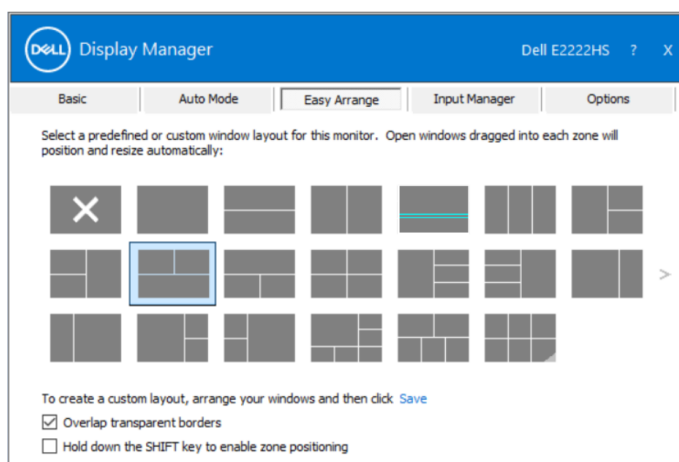 DELL Display Manager Dell E2222HS ? X
Basic Auto Mode Easy Arrange Input Manager Options
Select a predefined or custom window layout for this monitor. Open windows dragged into each zone will
position and resize automatically:
>
To create a custom layout, arrange your windows and then click Save
Overlap transparent borders
Hold down the SHIFT key to enable zone positioning